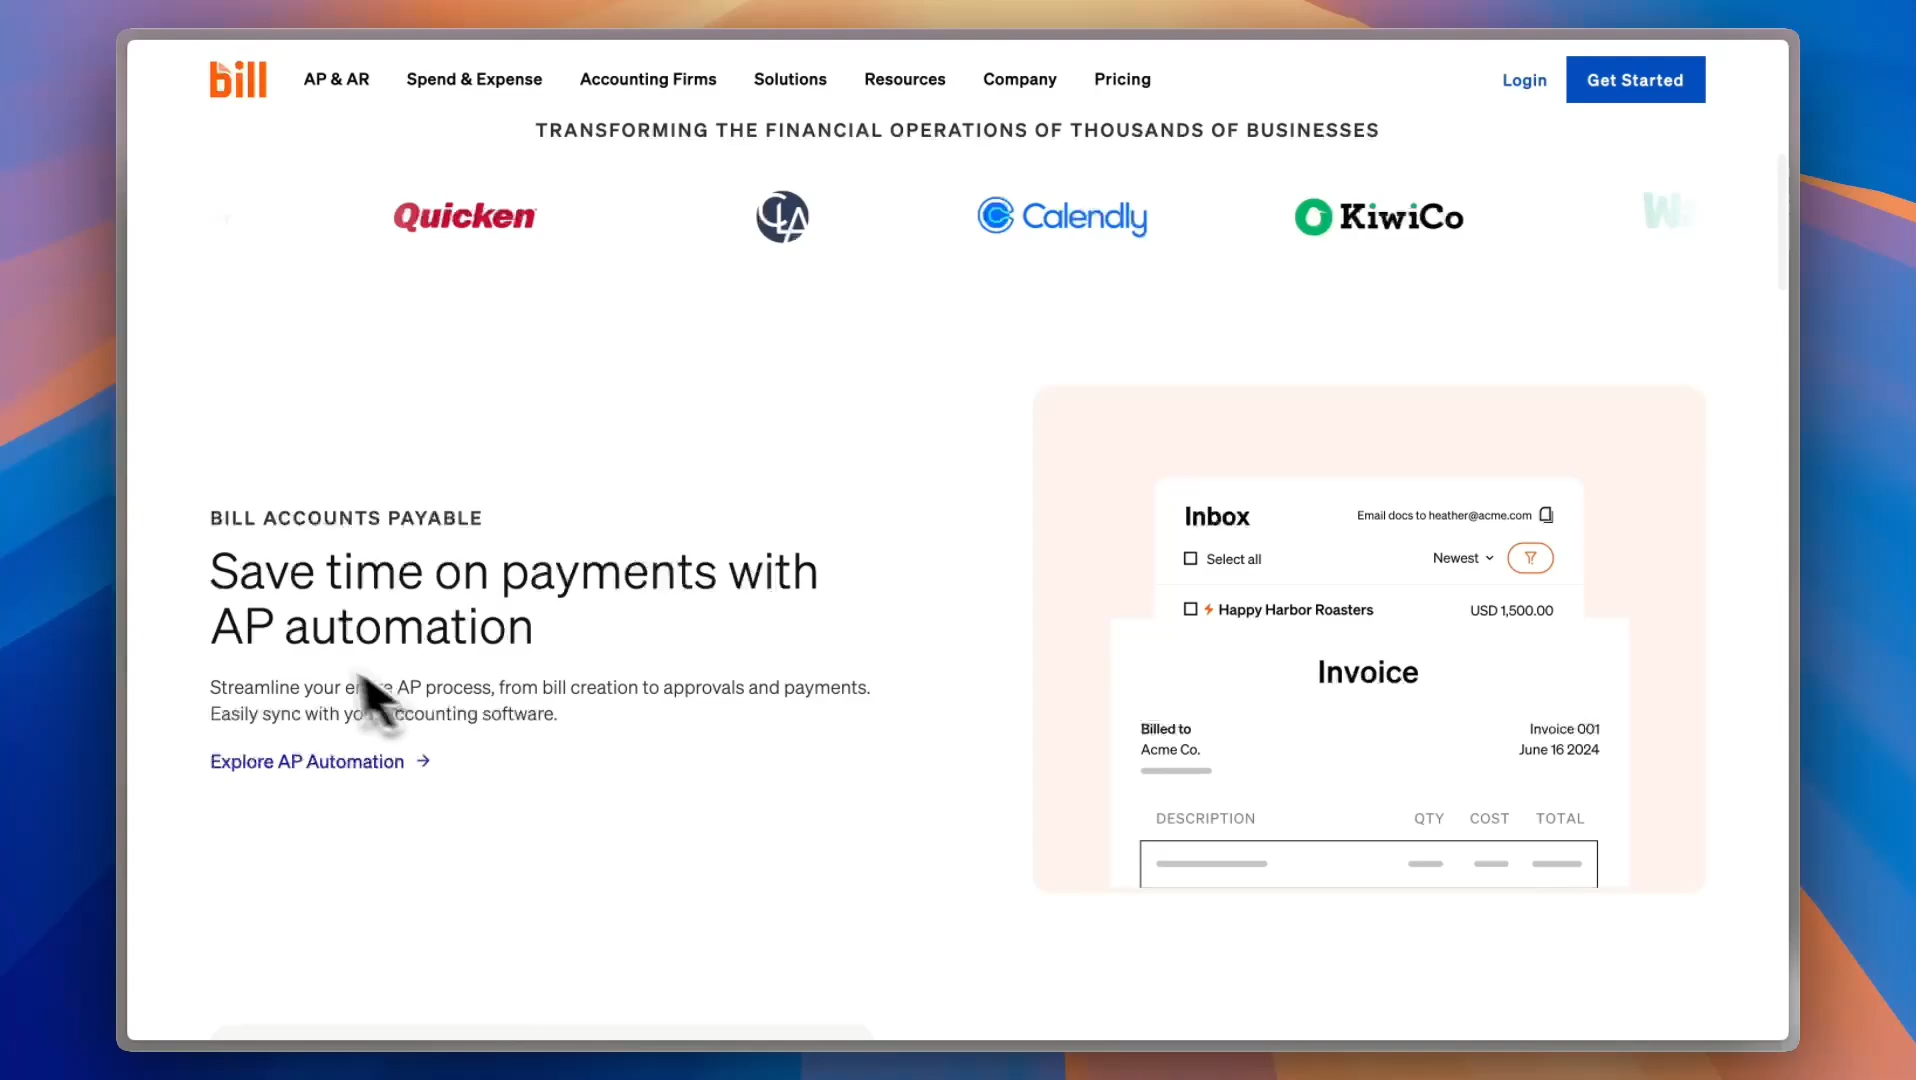 bill
AP & AR
Spend & Expense
Accounting Firms
Solutions
Resources
Company
Pricing
Login
Get Started
TRANSFORMING THE FINANCIAL OPERATIONS OF THOUSANDS OF BUSINESSES
Quicken
CLA
Calendly
KiwiCo
BILL ACCOUNTS PAYABLE
Save time on payments with
AP automation
Streamline your AP process, from bill creation to approvals and payments.
Easily sync with accounting software.
Explore AP Automation →
Inbox
Email docs to heather@acme.com
Select all
Newest
Happy Harbor Roasters
USD 1,500.00
Invoice
Billed to
Invoice 001
Acme Co.
June 16 2024
DESCRIPTION
QTY
COST
TOTAL